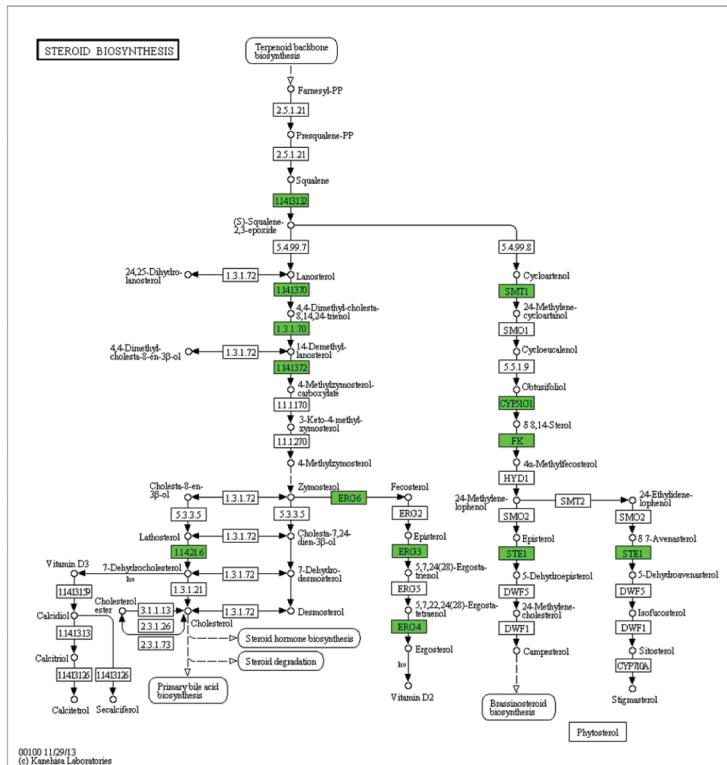 STEROID BIOSYNTHESIS
Terpenoid backbone
biosynthesis
Farnesyl-PP
2.5.1.21
Presqualene-PP
2.5.1.21
Squalene
1.14.13.132
(S)-Squalene-
2,3-epoxide
5.4.99.7
5.4.99.8
24,25-Dihydro-
lanosterol
1.3.1.72
Lanosterol
Cycloartenol
1.14.13.70
SMT1
4,4-Dimethyl-cholesta-
8,14,24-trienol
24-Methylene-
cycloartanol
1.3.1.70
SMO1
4,4-Dimethyl-
cholesta-8-en-3β-ol
1.3.1.72
14-Demethyl-
lanosterol
Cycloeucalenol
1.14.13.72
5.5.1.9
4-Methylzymosterol-
carboxylate
Obtusifoliol
1.1.1.170
CYP51G1
3-Keto-4-methyl-
zymosterol
δ 8,14-Sterol
1.1.1.270
FK
4-Methylzymosterol
4α-Methylfecosterol
HYD1
Cholesta-8-en-
3β-ol
1.3.1.72
Zymosterol
ERG6
Fecosterol
24-Methylene-
lophenol
SMT2
24-Ethylidene-
lophenol
5.3.3.5
5.3.3.5
ERG2
SMO2
SMO2
Lathosterol
1.3.1.72
Cholesta-7,24-
dien-3β-ol
Episterol
Episterol
δ 7-Avenasterol
1.14.21.6
ERG3
STE1
STE1
Vitamin D3
7-Dehydrocholesterol
hν
1.3.1.72
7-Dehydro-
desmosterol
5,7,24(28)-Ergosta-
trienol
5-Dehydroepisterol
5-Dehydroavenasterol
1.14.13.159
1.3.1.21
ERG5
DWF5
DWF5
Calcidiol
Cholesterol
ester
3.1.1.13
2.3.1.26
2.3.1.73
1.3.1.72
Cholesterol
Desmosterol
5,7,22,24(28)-Ergosta-
tetraenol
24-Methylene-
cholesterol
Isofucosterol
1.14.13.13
ERG4
DWF1
DWF1
Calcitriol
Steroid hormone biosynthesis
Ergosterol
Campesterol
Sitosterol
1.14.13.126
1.14.13.126
Steroid degradation
hν
CYP710A
Calcitetrol
Secalciferol
Primary bile acid
biosynthesis
Vitamin D2
Brassinosteroid
biosynthesis
Stigmasterol
Phytosterol
00100 11/29/13
(c) Kanehisa Laboratories